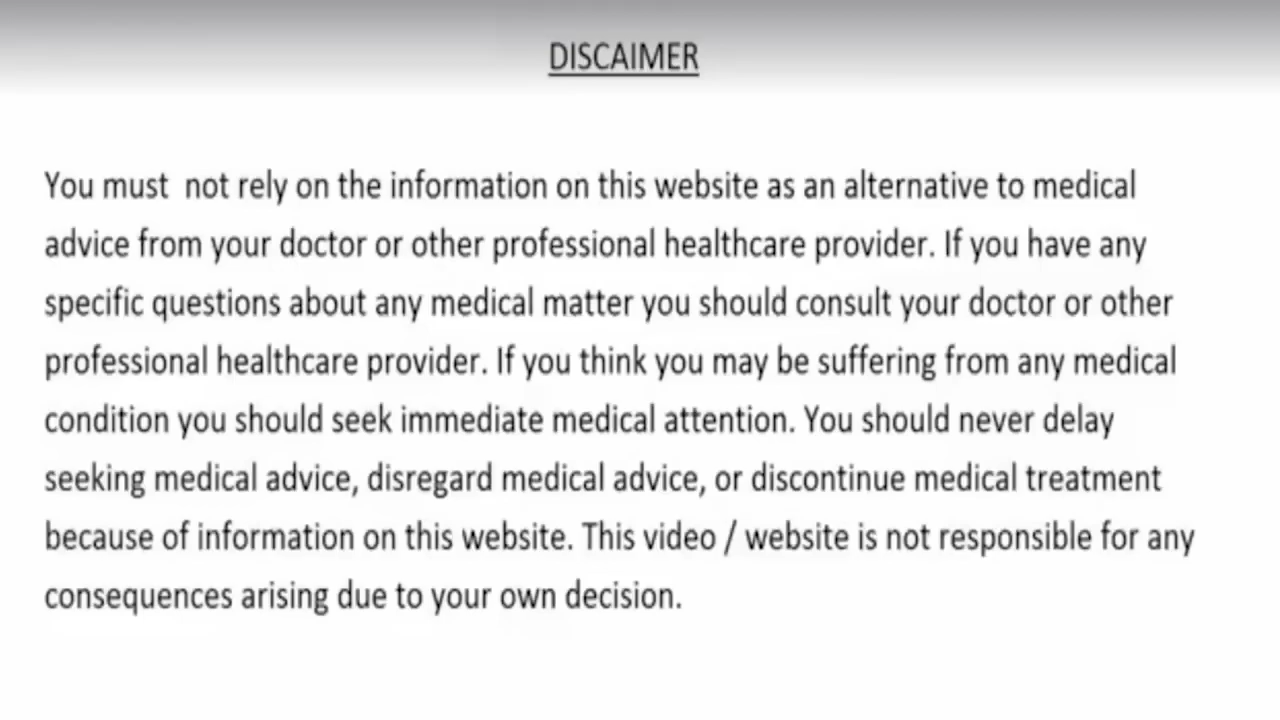 DISCAIMER
You must  not rely on the information on this website as an alternative to medical
advice from your doctor or other professional healthcare provider. If you have any
specific questions about any medical matter you should consult your doctor or other
professional healthcare provider. If you think you may be suffering from any medical
condition you should seek immediate medical attention. You should never delay
seeking medical advice, disregard medical advice, or discontinue medical treatment
because of information on this website. This video / website is not responsible for any
consequences arising due to your own decision.